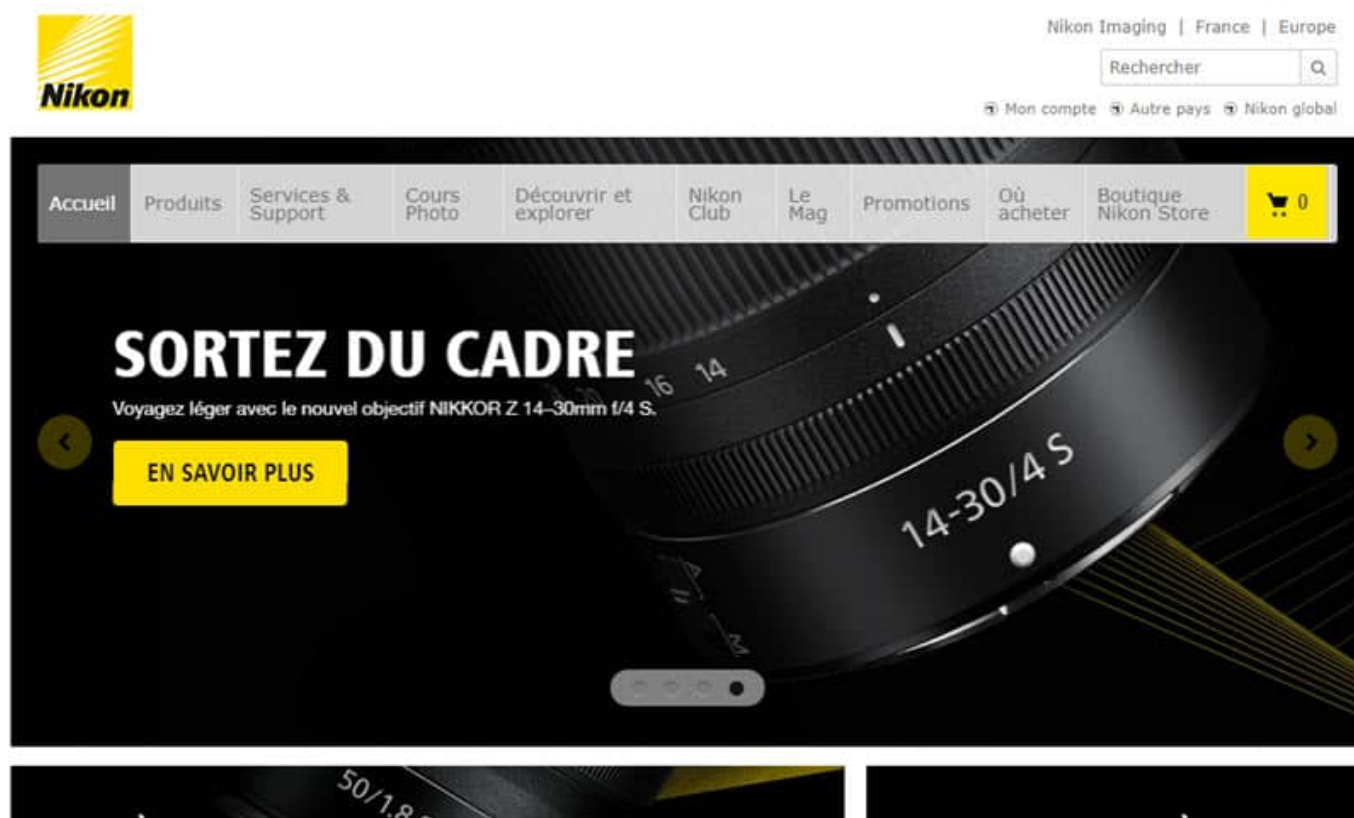 Nikon
Nikon Imaging | France | Europe
Rechercher
Mon compte Autre pays Nikon global
Accueil
Produits
Services &
Support
Cours
Photo
Découvrir et
explorer
Nikon
Club
Le
Mag
Promotions
Où
acheter
Boutique
Nikon Store
0
SORTEZ DU CADRE
Voyagez léger avec le nouvel objectif NIKKOR Z 14–30mm f/4 S.
EN SAVOIR PLUS
20 16 14
14-30/4 S
A
M
50/1.8